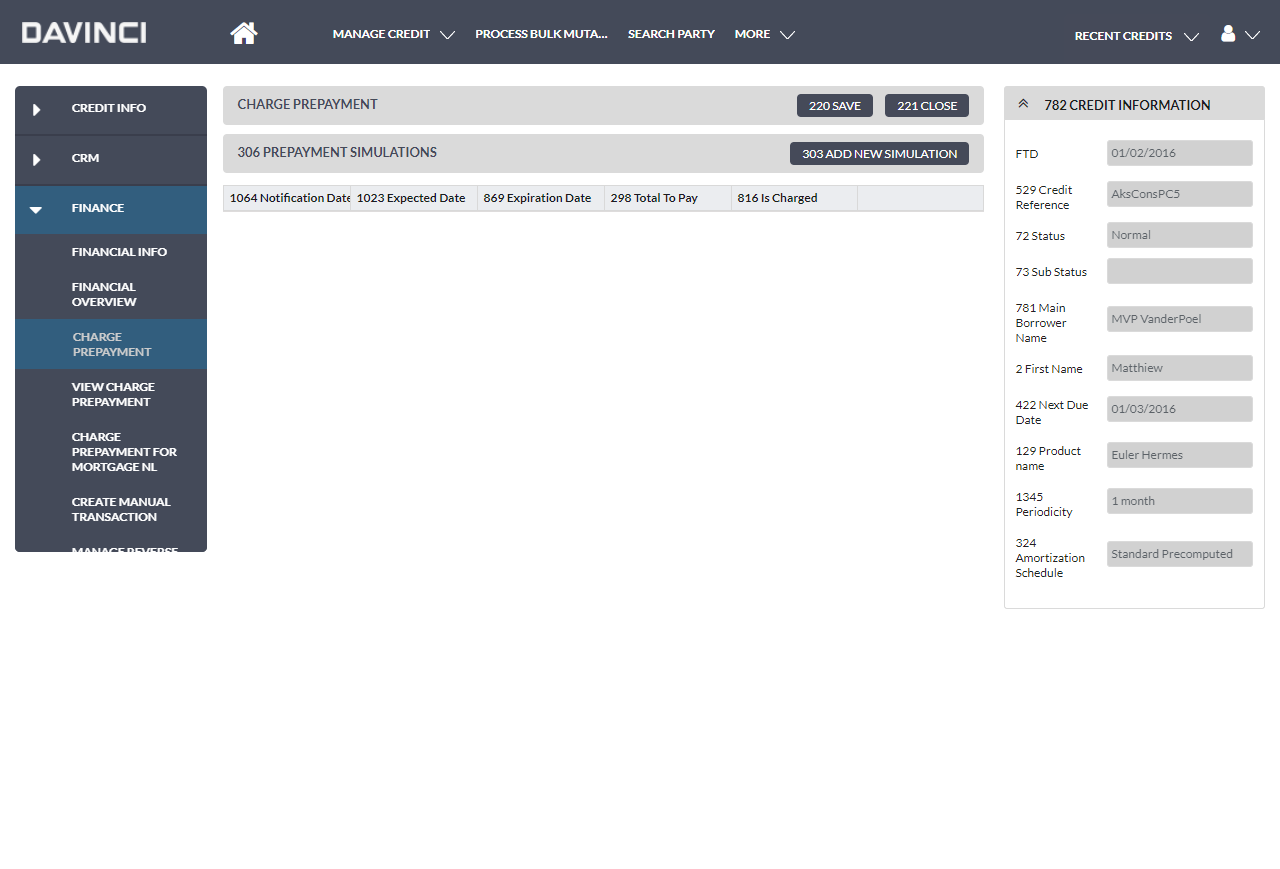 DAVINCI
MANAGE CREDIT
PROCESS BULK MUTA...
SEARCH PARTY
MORE
RECENT CREDITS
CREDIT INFO
CRM
FINANCE
FINANCIAL INFO
FINANCIAL
OVERVIEW
CHARGE
PREPAYMENT
VIEW CHARGE
PREPAYMENT
CHARGE
PREPAYMENT FOR
MORTGAGE NL
CREATE MANUAL
TRANSACTION
MANAGE REVERSE
CHARGE PREPAYMENT
220 SAVE
221 CLOSE
306 PREPAYMENT SIMULATIONS
303 ADD NEW SIMULATION
1064 Notification Date
1023 Expected Date
869 Expiration Date
298 Total To Pay
816 Is Charged
782 CREDIT INFORMATION
FTD
01/02/2016
529 Credit
Reference
AksConsPC5
72 Status
Normal
73 Sub Status
781 Main
Borrower
Name
MVP VanderPoel
2 First Name
Matthiew
422 Next Due
Date
01/03/2016
129 Product
name
Euler Hermes
1345
Periodicity
1 month
324
Amortization
Schedule
Standard Precomputed